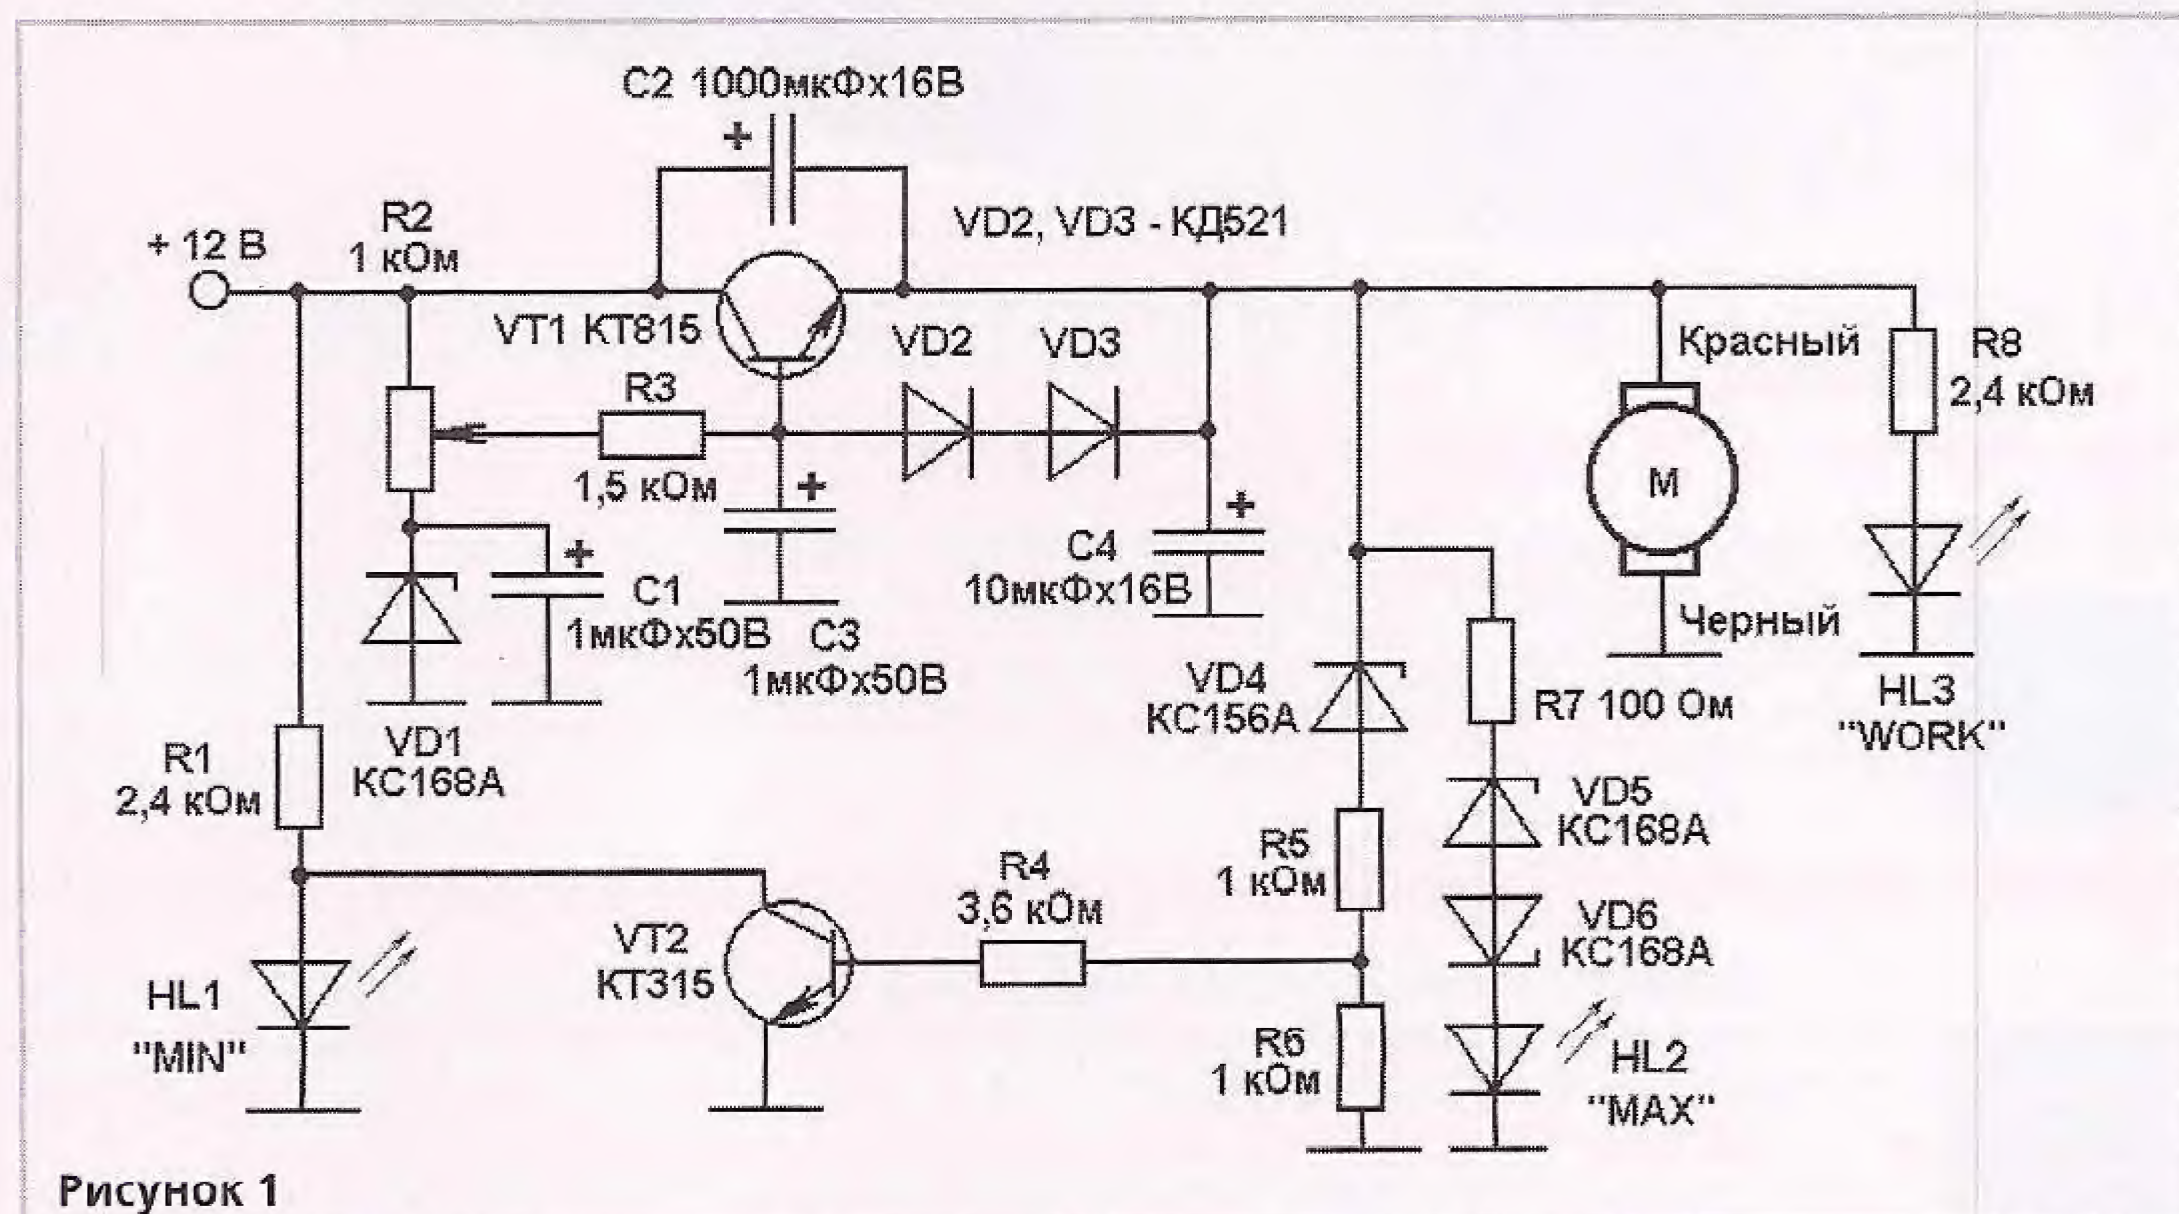 C2 1000мкФх16В
+
+ 12 В
R2
1 кОм
VD2, VD3 - КД521
VT1 КТ815
VD2
VD3
Красный
R8
2,4 кОм
R3
1,5 кОм
+
M
+
C4
10мкФх16В
+
C1
1мкФх50В
C3
1мкФх50В
Черный
VD4
КС156А
R7 100 Ом
HL3
"WORK"
R1
2,4 кОм
VD1
КС168А
VD5
КС168А
R5
1 кОм
R4
3,6 кОм
VT2
КТ315
VD6
КС168А
HL1
"MIN"
R6
1 кОм
HL2
"MAX"
Рисунок 1